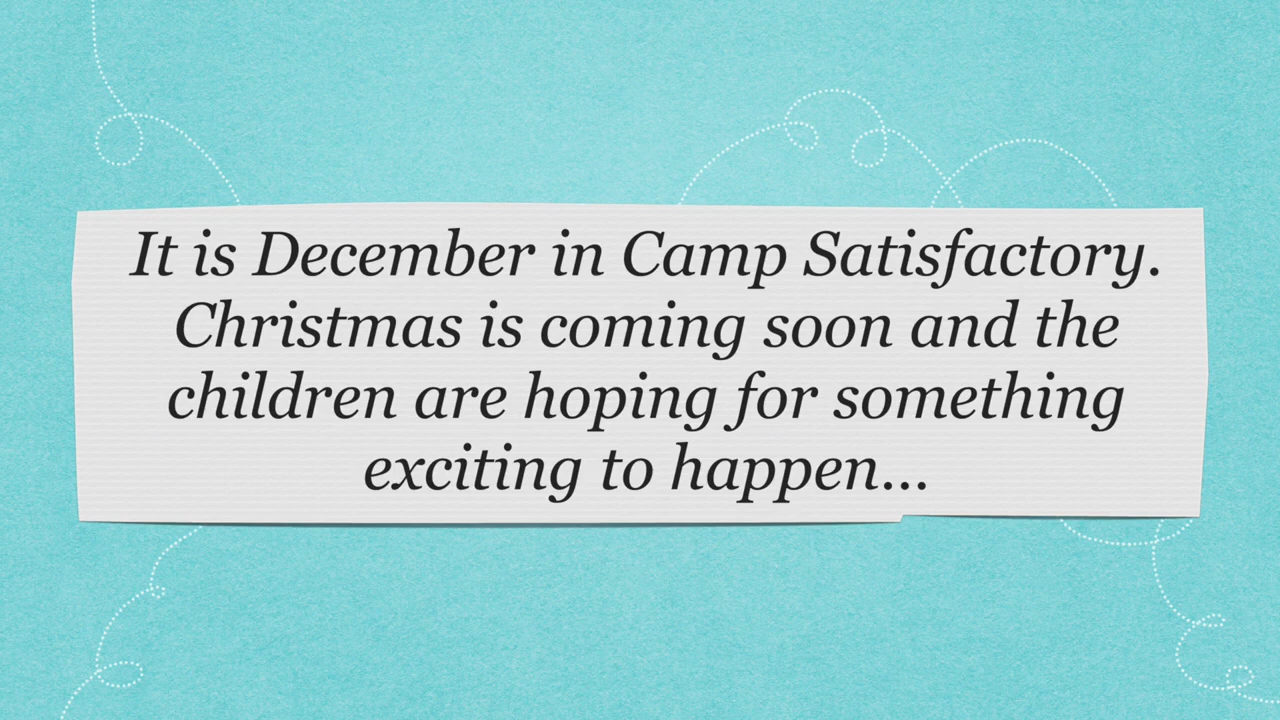 It is December in Camp Satisfactory.
Christmas is coming soon and the
children are hoping for something
exciting to happen...